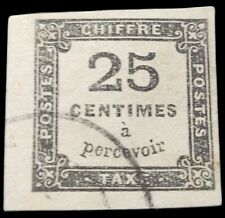 CHIFFRE
POSTES
25
CENTIMES
à
percevoir
POSTES
TAXE